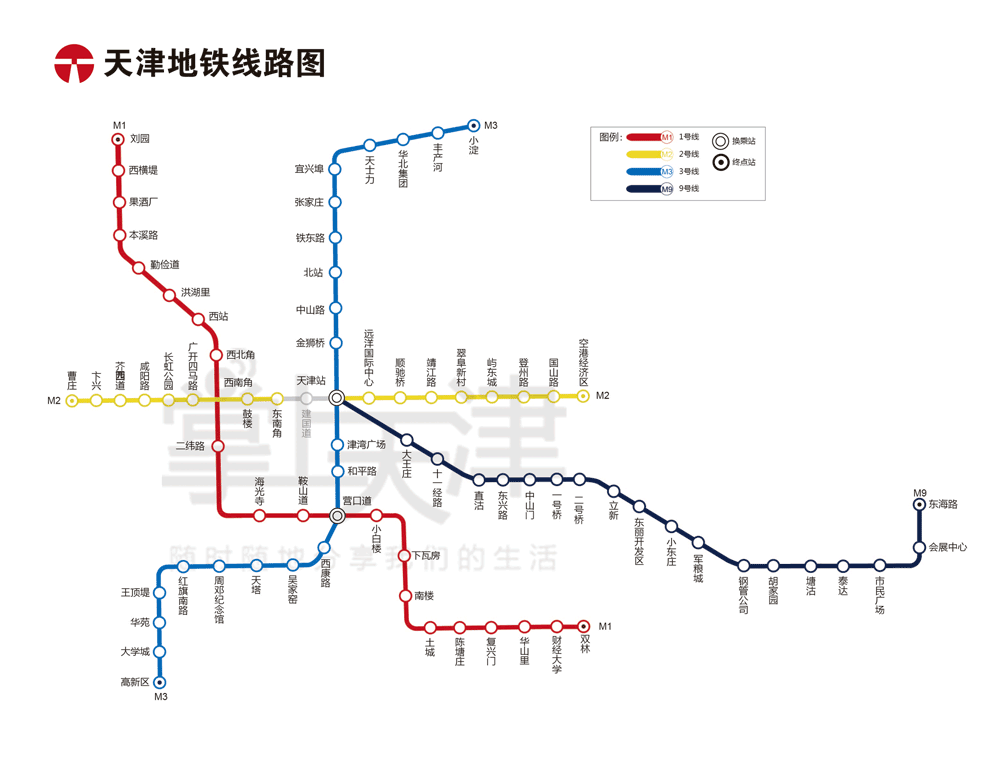 天津地铁线路图
图例：
M1 1号线
M2 2号线
M3 3号线
M9 9号线
换乘站
终点站
M1
刘园
西横堤
果酒厂
本溪路
勤俭道
洪湖里
西站
西北角
西南角
二纬路
海光寺
鞍山道
营口道
小白楼
下瓦房
南楼
土城
陈塘庄
复兴门
华山里
财经大学
双林
M1
M2
曹庄
卞兴
芥园西道
咸阳路
长虹公园
广开四马路
鼓楼
东南角
建国道
天津站
远洋国际中心
顺驰桥
靖江路
翠阜新村
屿东城
登州路
国山路
空港经济区
M2
M3
小淀
丰产河
华北集团
天士力
宜兴埠
张家庄
铁东路
北站
中山路
金狮桥
津湾广场
和平路
西康路
吴家窑
天塔
周邓纪念馆
红旗南路
王顶堤
华苑
大学城
高新区
M3
大王庄
十一经路
直沽
东兴路
中山门
一号桥
二号桥
立新
东丽开发区
小东庄
军粮城
钢管公司
胡家园
塘沽
泰达
市民广场
会展中心
东海路
M9
掌上天津
随时随地分享我们的生活